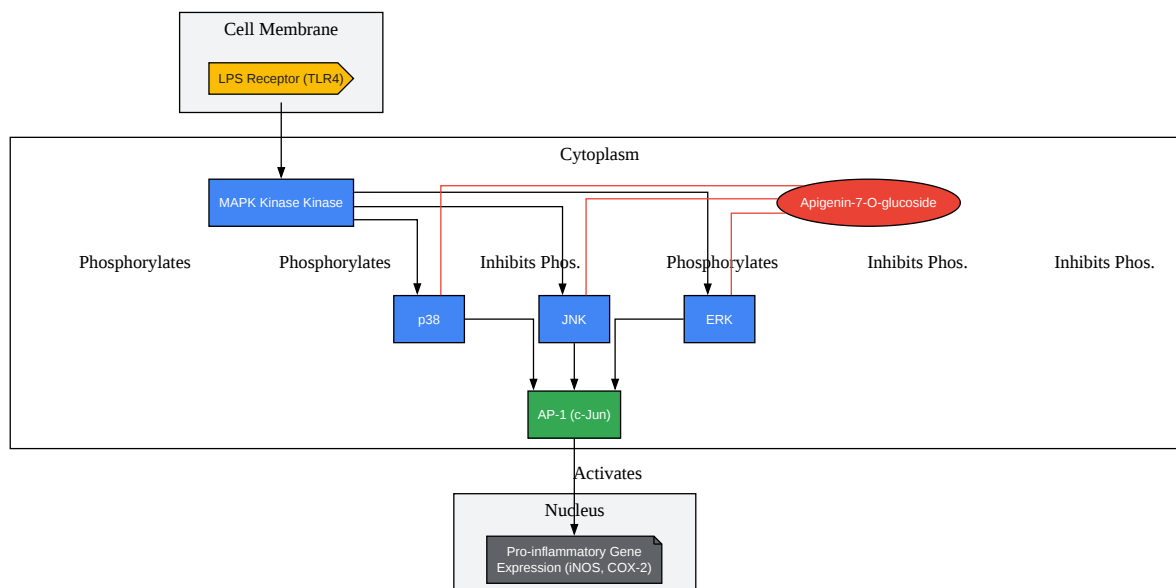 Cell Membrane
LPS Receptor (TLR4)
Cytoplasm
MAPK Kinase Kinase
Apigenin-7-O-glucoside
Phosphorylates
Phosphorylates
Inhibits Phos.
Phosphorylates
Inhibits Phos.
Inhibits Phos.
p38
JNK
ERK
AP-1 (c-Jun)
Activates
Nucleus
Pro-inflammatory Gene
Expression (iNOS, COX-2)